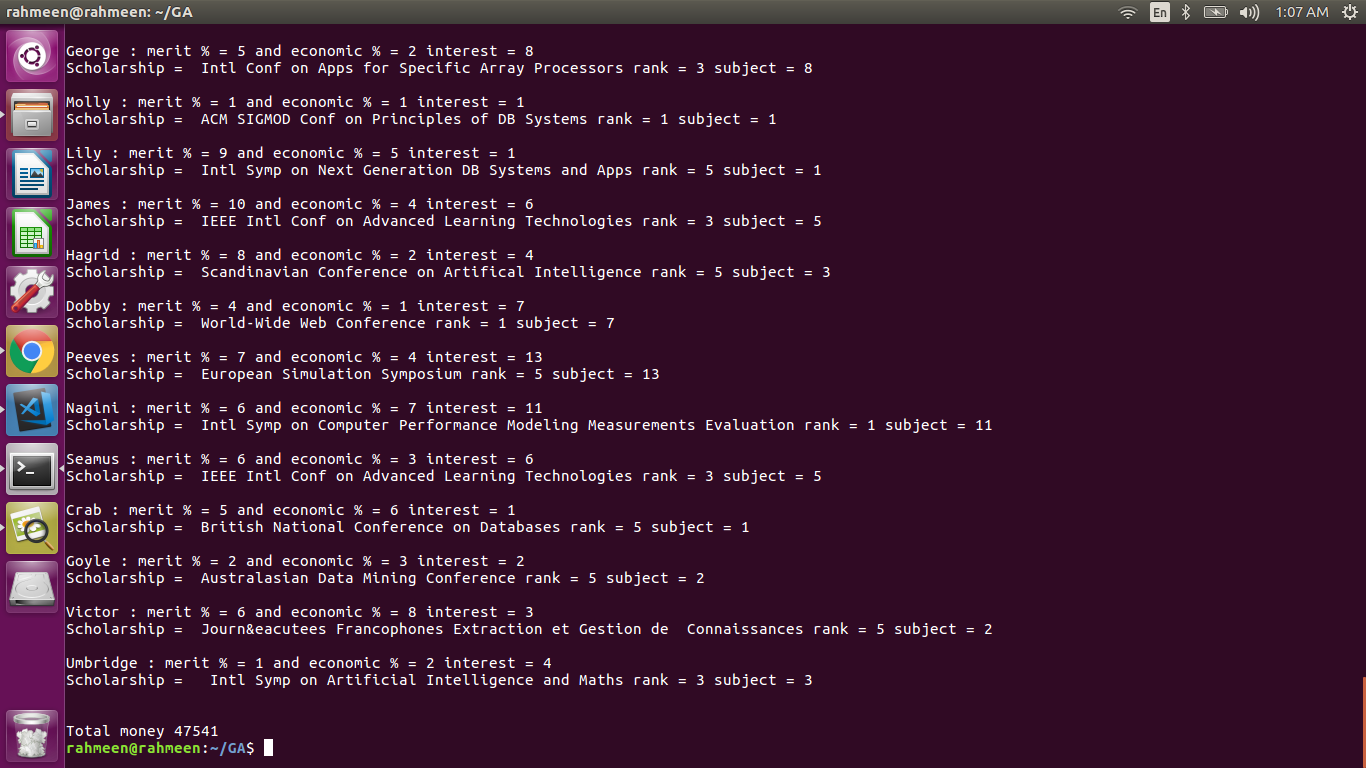 rahmeen@rahmeen: ~/GA
En
1:07 AM
George : merit % = 5 and economic % = 2 interest = 8
Scholarship =  Intl Conf on Apps for Specific Array Processors rank = 3 subject = 8
Molly : merit % = 1 and economic % = 1 interest = 1
Scholarship =  ACM SIGMOD Conf on Principles of DB Systems rank = 1 subject = 1
Lily : merit % = 9 and economic % = 5 interest = 1
Scholarship =  Intl Symp on Next Generation DB Systems and Apps rank = 5 subject = 1
James : merit % = 10 and economic % = 4 interest = 6
Scholarship =  IEEE Intl Conf on Advanced Learning Technologies rank = 3 subject = 5
Hagrid : merit % = 8 and economic % = 2 interest = 4
Scholarship =  Scandinavian Conference on Artifical Intelligence rank = 5 subject = 3
Dobby : merit % = 4 and economic % = 1 interest = 7
Scholarship =  World-Wide Web Conference rank = 1 subject = 7
Peeves : merit % = 7 and economic % = 4 interest = 13
Scholarship =  European Simulation Symposium rank = 5 subject = 13
Nagini : merit % = 6 and economic % = 7 interest = 11
Scholarship =  Intl Symp on Computer Performance Modeling Measurements Evaluation rank = 1 subject = 11
Seamus : merit % = 6 and economic % = 3 interest = 6
Scholarship =  IEEE Intl Conf on Advanced Learning Technologies rank = 3 subject = 5
Crab : merit % = 5 and economic % = 6 interest = 1
Scholarship =  British National Conference on Databases rank = 5 subject = 1
Goyle : merit % = 2 and economic % = 3 interest = 2
Scholarship =  Australasian Data Mining Conference rank = 5 subject = 2
Victor : merit % = 6 and economic % = 8 interest = 3
Scholarship =  Journ&eacutees Francophones Extraction et Gestion de  Connaissances rank = 5 subject = 2
Umbridge : merit % = 1 and economic % = 2 interest = 4
Scholarship =   Intl Symp on Artificial Intelligence and Maths rank = 3 subject = 3
Total money 47541
rahmeen@rahmeen:~/GA$